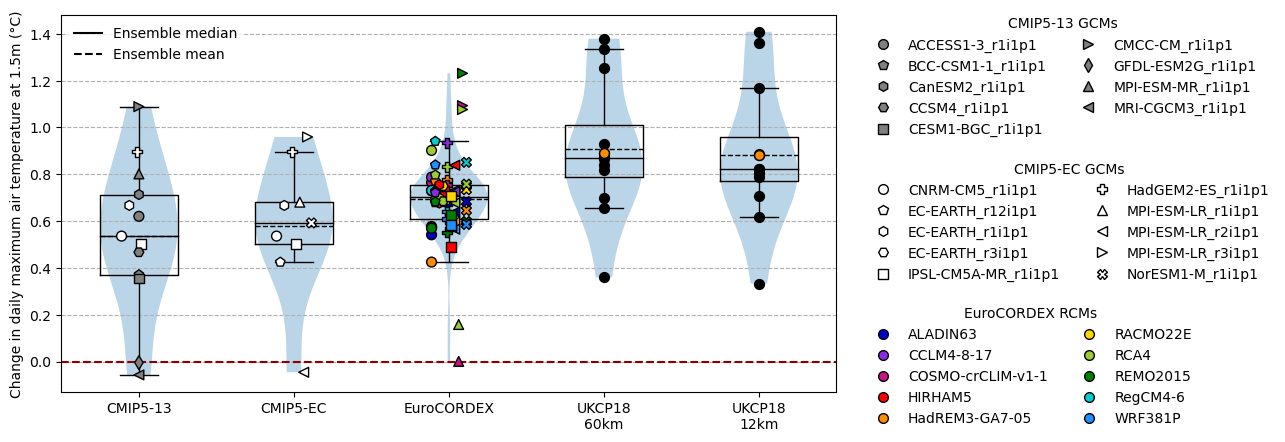 Change in daily maximum air temperature at 1.5m (°C)
1.4
1.2
1.0
0.8
0.6
0.4
0.2
0.0
Ensemble median
Ensemble mean
CMIP5-13
CMIP5-EC
EuroCORDEX
UKCP18
60km
UKCP18
12km
CMIP5-13 GCMs
ACCESS1-3_r1i1p1
BCC-CSM1-1_r1i1p1
CanESM2_r1i1p1
CCSM4_r1i1p1
CESM1-BGC_r1i1p1
CMCC-CM_r1i1p1
GFDL-ESM2G_r1i1p1
MPI-ESM-MR_r1i1p1
MRI-CGCM3_r1i1p1
CMIP5-EC GCMs
CNRM-CM5_r1i1p1
EC-EARTH_r12i1p1
EC-EARTH_r1i1p1
EC-EARTH_r3i1p1
IPSL-CM5A-MR_r1i1p1
HadGEM2-ES_r1i1p1
MPI-ESM-LR_r1i1p1
MPI-ESM-LR_r2i1p1
MPI-ESM-LR_r3i1p1
NorESM1-M_r1i1p1
EuroCORDEX RCMs
ALADIN63
CCLM4-8-17
COSMO-crCLIM-v1-1
HIRHAM5
HadREM3-GA7-05
RACMO22E
RCA4
REMO2015
RegCM4-6
WRF381P